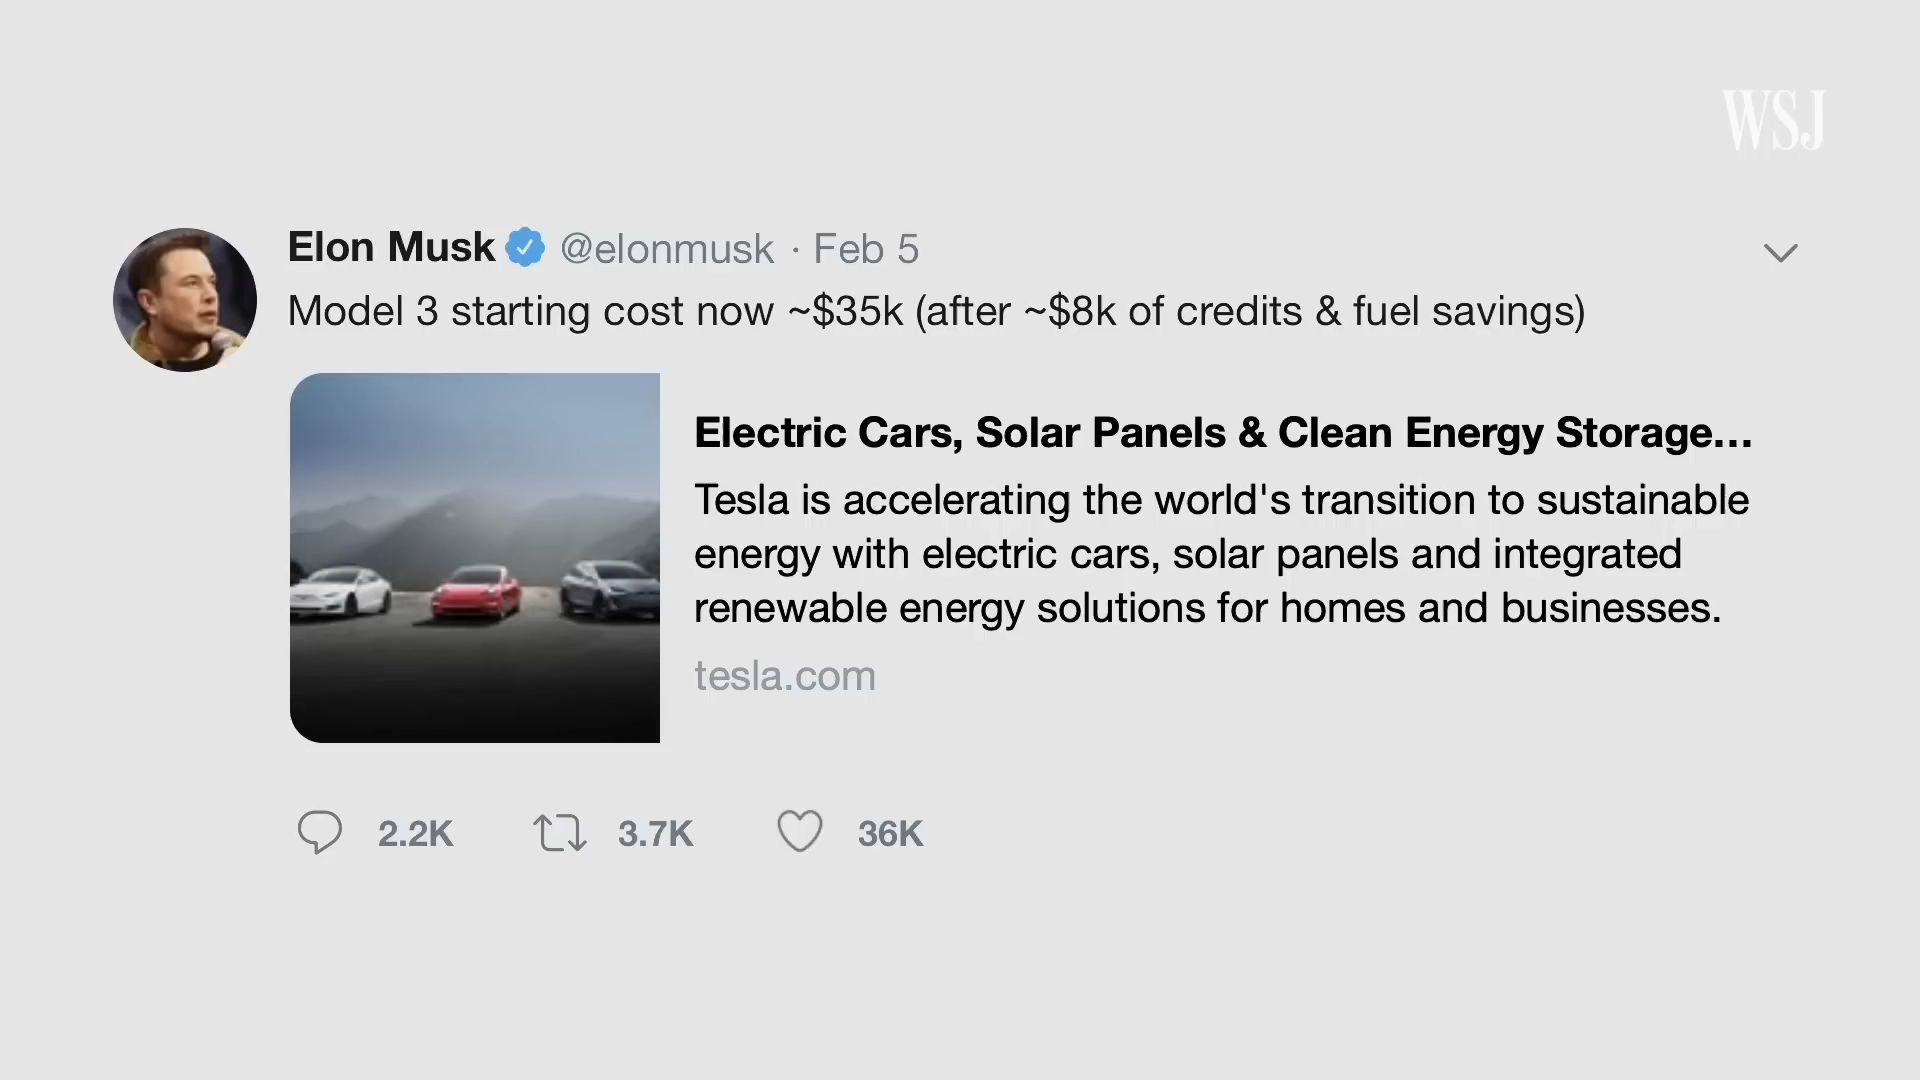 WSJ
Elon Musk @elonmusk · Feb 5
Model 3 starting cost now ~$35k (after ~$8k of credits & fuel savings)
Electric Cars, Solar Panels & Clean Energy Storage...
Tesla is accelerating the world's transition to sustainable
energy with electric cars, solar panels and integrated
renewable energy solutions for homes and businesses.
tesla.com
2.2K 3.7K 36K